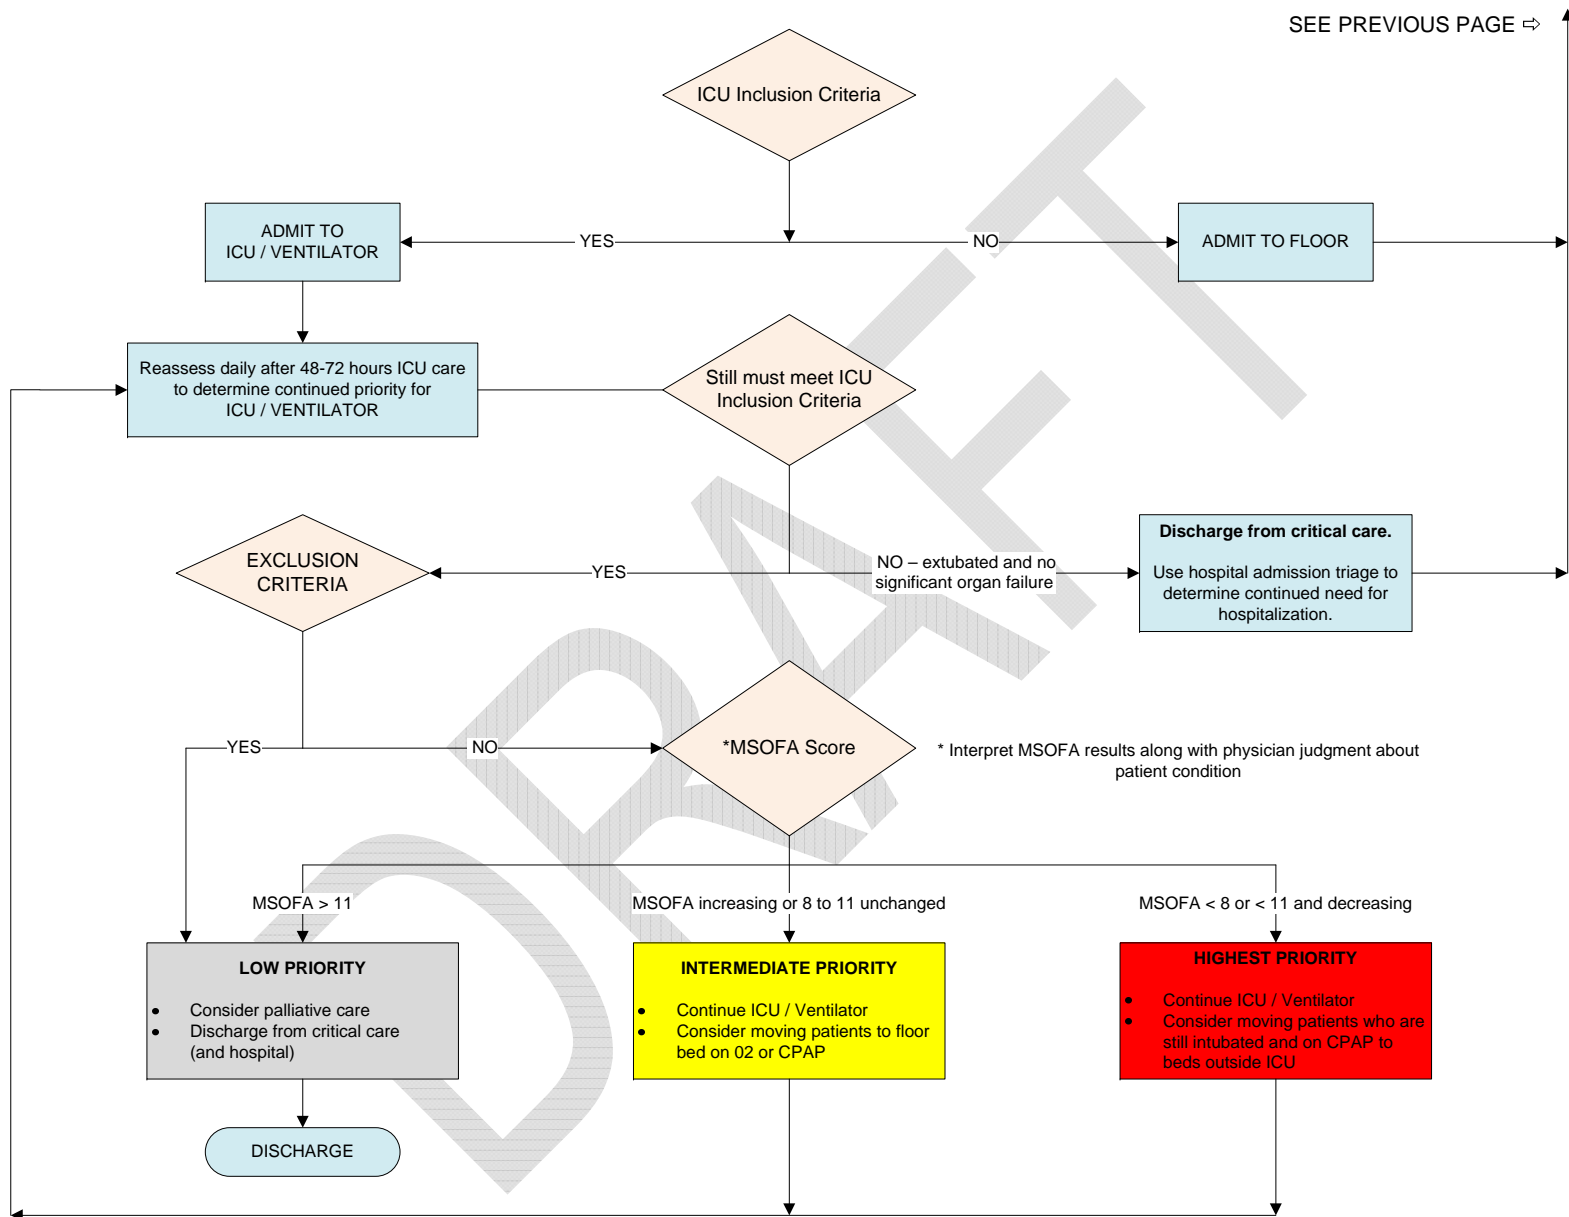 SEE PREVIOUS PAGE ⇨
ICU Inclusion Criteria
ADMIT TO
ICU / VENTILATOR
YES
NO
ADMIT TO FLOOR
Reassess daily after 48-72 hours ICU care
to determine continued priority for
ICU / VENTILATOR
Still must meet ICU
Inclusion Criteria
EXCLUSION
CRITERIA
YES
NO – extubated and no
significant organ failure
Discharge from critical care.
Use hospital admission triage to
determine continued need for
hospitalization.
YES
NO
*MSOFA Score
* Interpret MSOFA results along with physician judgment about
patient condition
MSOFA > 11
MSOFA increasing or 8 to 11 unchanged
MSOFA < 8 or < 11 and decreasing
LOW PRIORITY
• Consider palliative care
• Discharge from critical care
(and hospital)
INTERMEDIATE PRIORITY
• Continue ICU / Ventilator
• Consider moving patients to floor
bed on 02 or CPAP
HIGHEST PRIORITY
• Continue ICU / Ventilator
• Consider moving patients who are
still intubated and on CPAP to
beds outside ICU
DISCHARGE
DRAFT